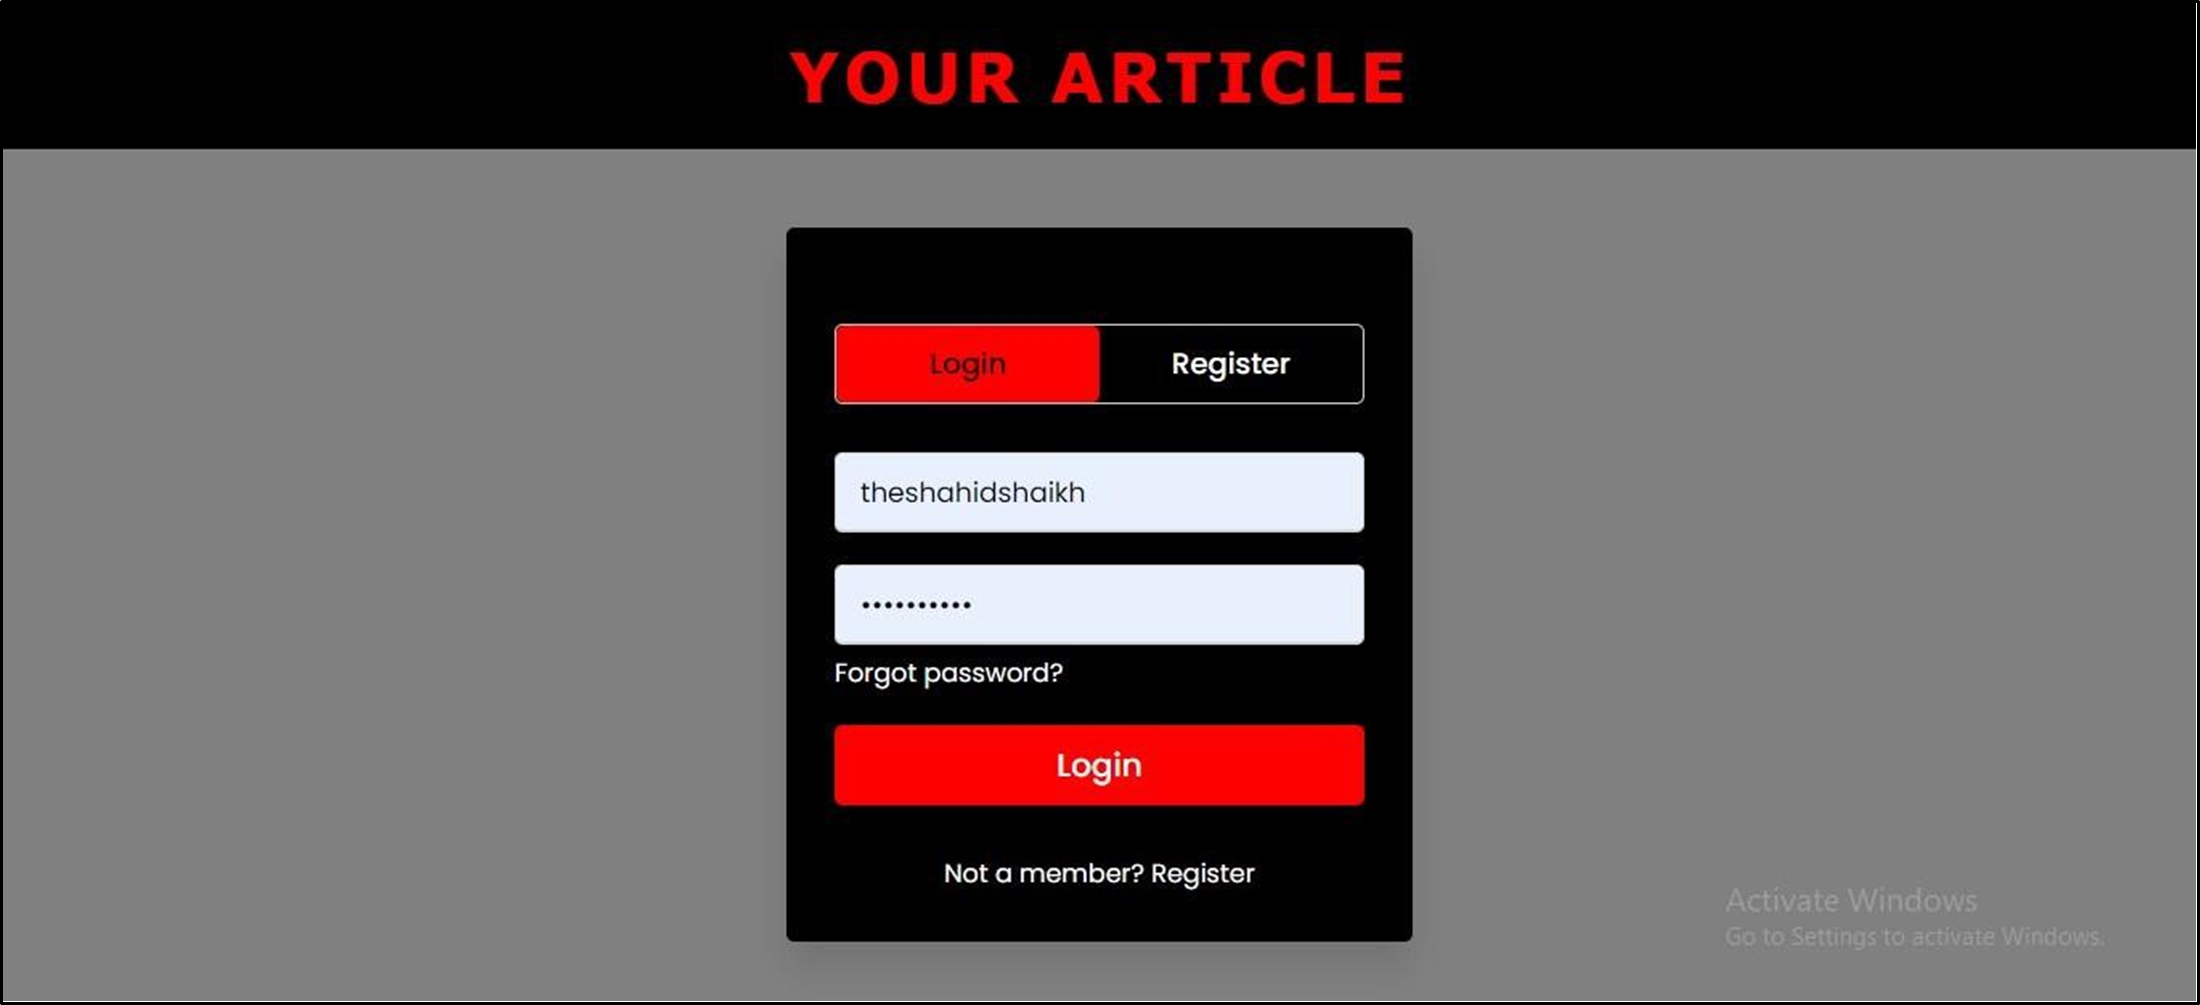 YOUR ARTICLE
Login Register
theshahidshaikh
••••••••••
Forgot password?
Login
Not a member? Register
Activate Windows
Go to Settings to activate Windows.